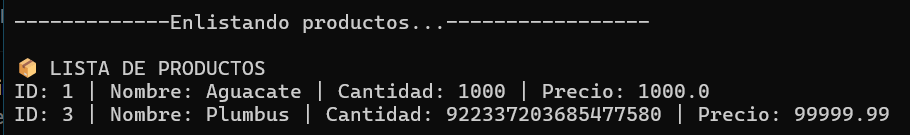 -------------Enlistando productos...-----------------
📦 LISTA DE PRODUCTOS
ID: 1 | Nombre: Aguacate | Cantidad: 1000 | Precio: 1000.0
ID: 3 | Nombre: Plumbus | Cantidad: 922337203685477580 | Precio: 99999.99